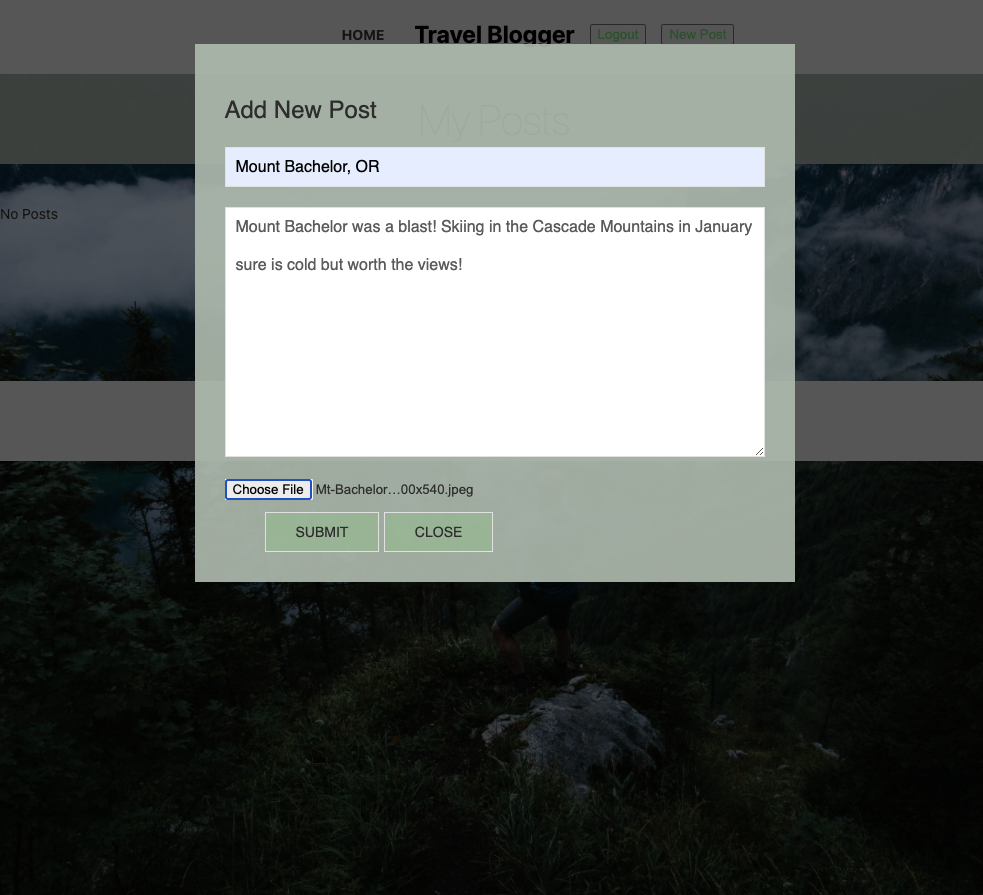 HOME Travel Blogger Logout New Post
My Posts
Add New Post
Mount Bachelor, OR
No Posts
Mount Bachelor was a blast! Skiing in the Cascade Mountains in January
sure is cold but worth the views!
Choose File Mt-Bachelor...00x540.jpeg
SUBMIT CLOSE